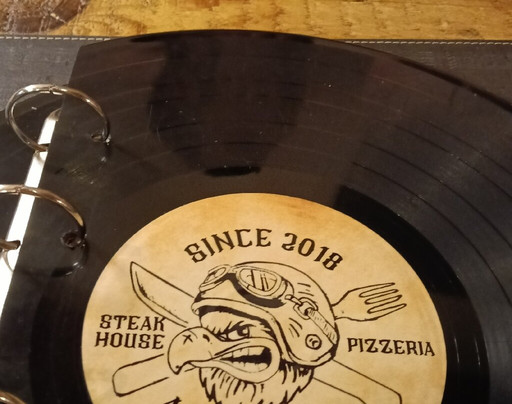 SINCE 2018
STEAK
HOUSE
PIZZERIA